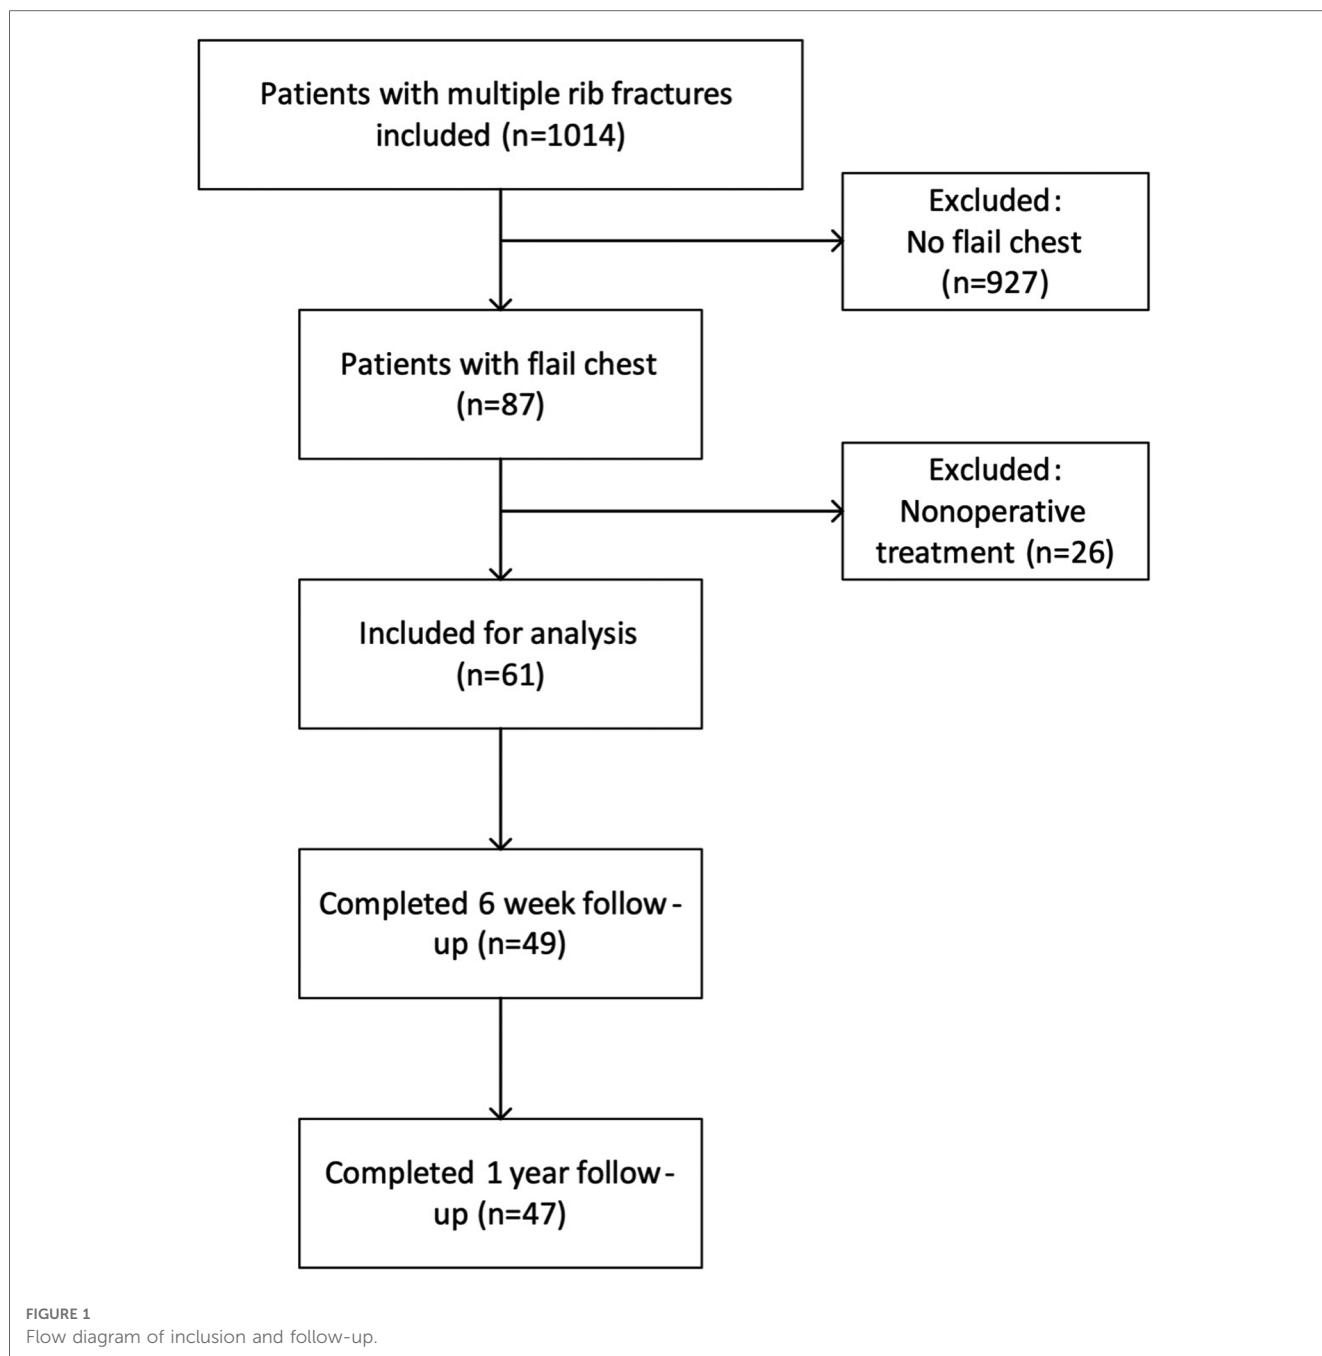 Patients with multiple rib fractures
included (n=1014)
Excluded:
No flail chest
(n=927)
Patients with flail chest
(n=87)
Excluded:
Nonoperative
treatment (n=26)
Included for analysis
(n=61)
Completed 6 week follow-
up (n=49)
Completed 1 year follow-
up (n=47)
FIGURE 1
Flow diagram of inclusion and follow-up.